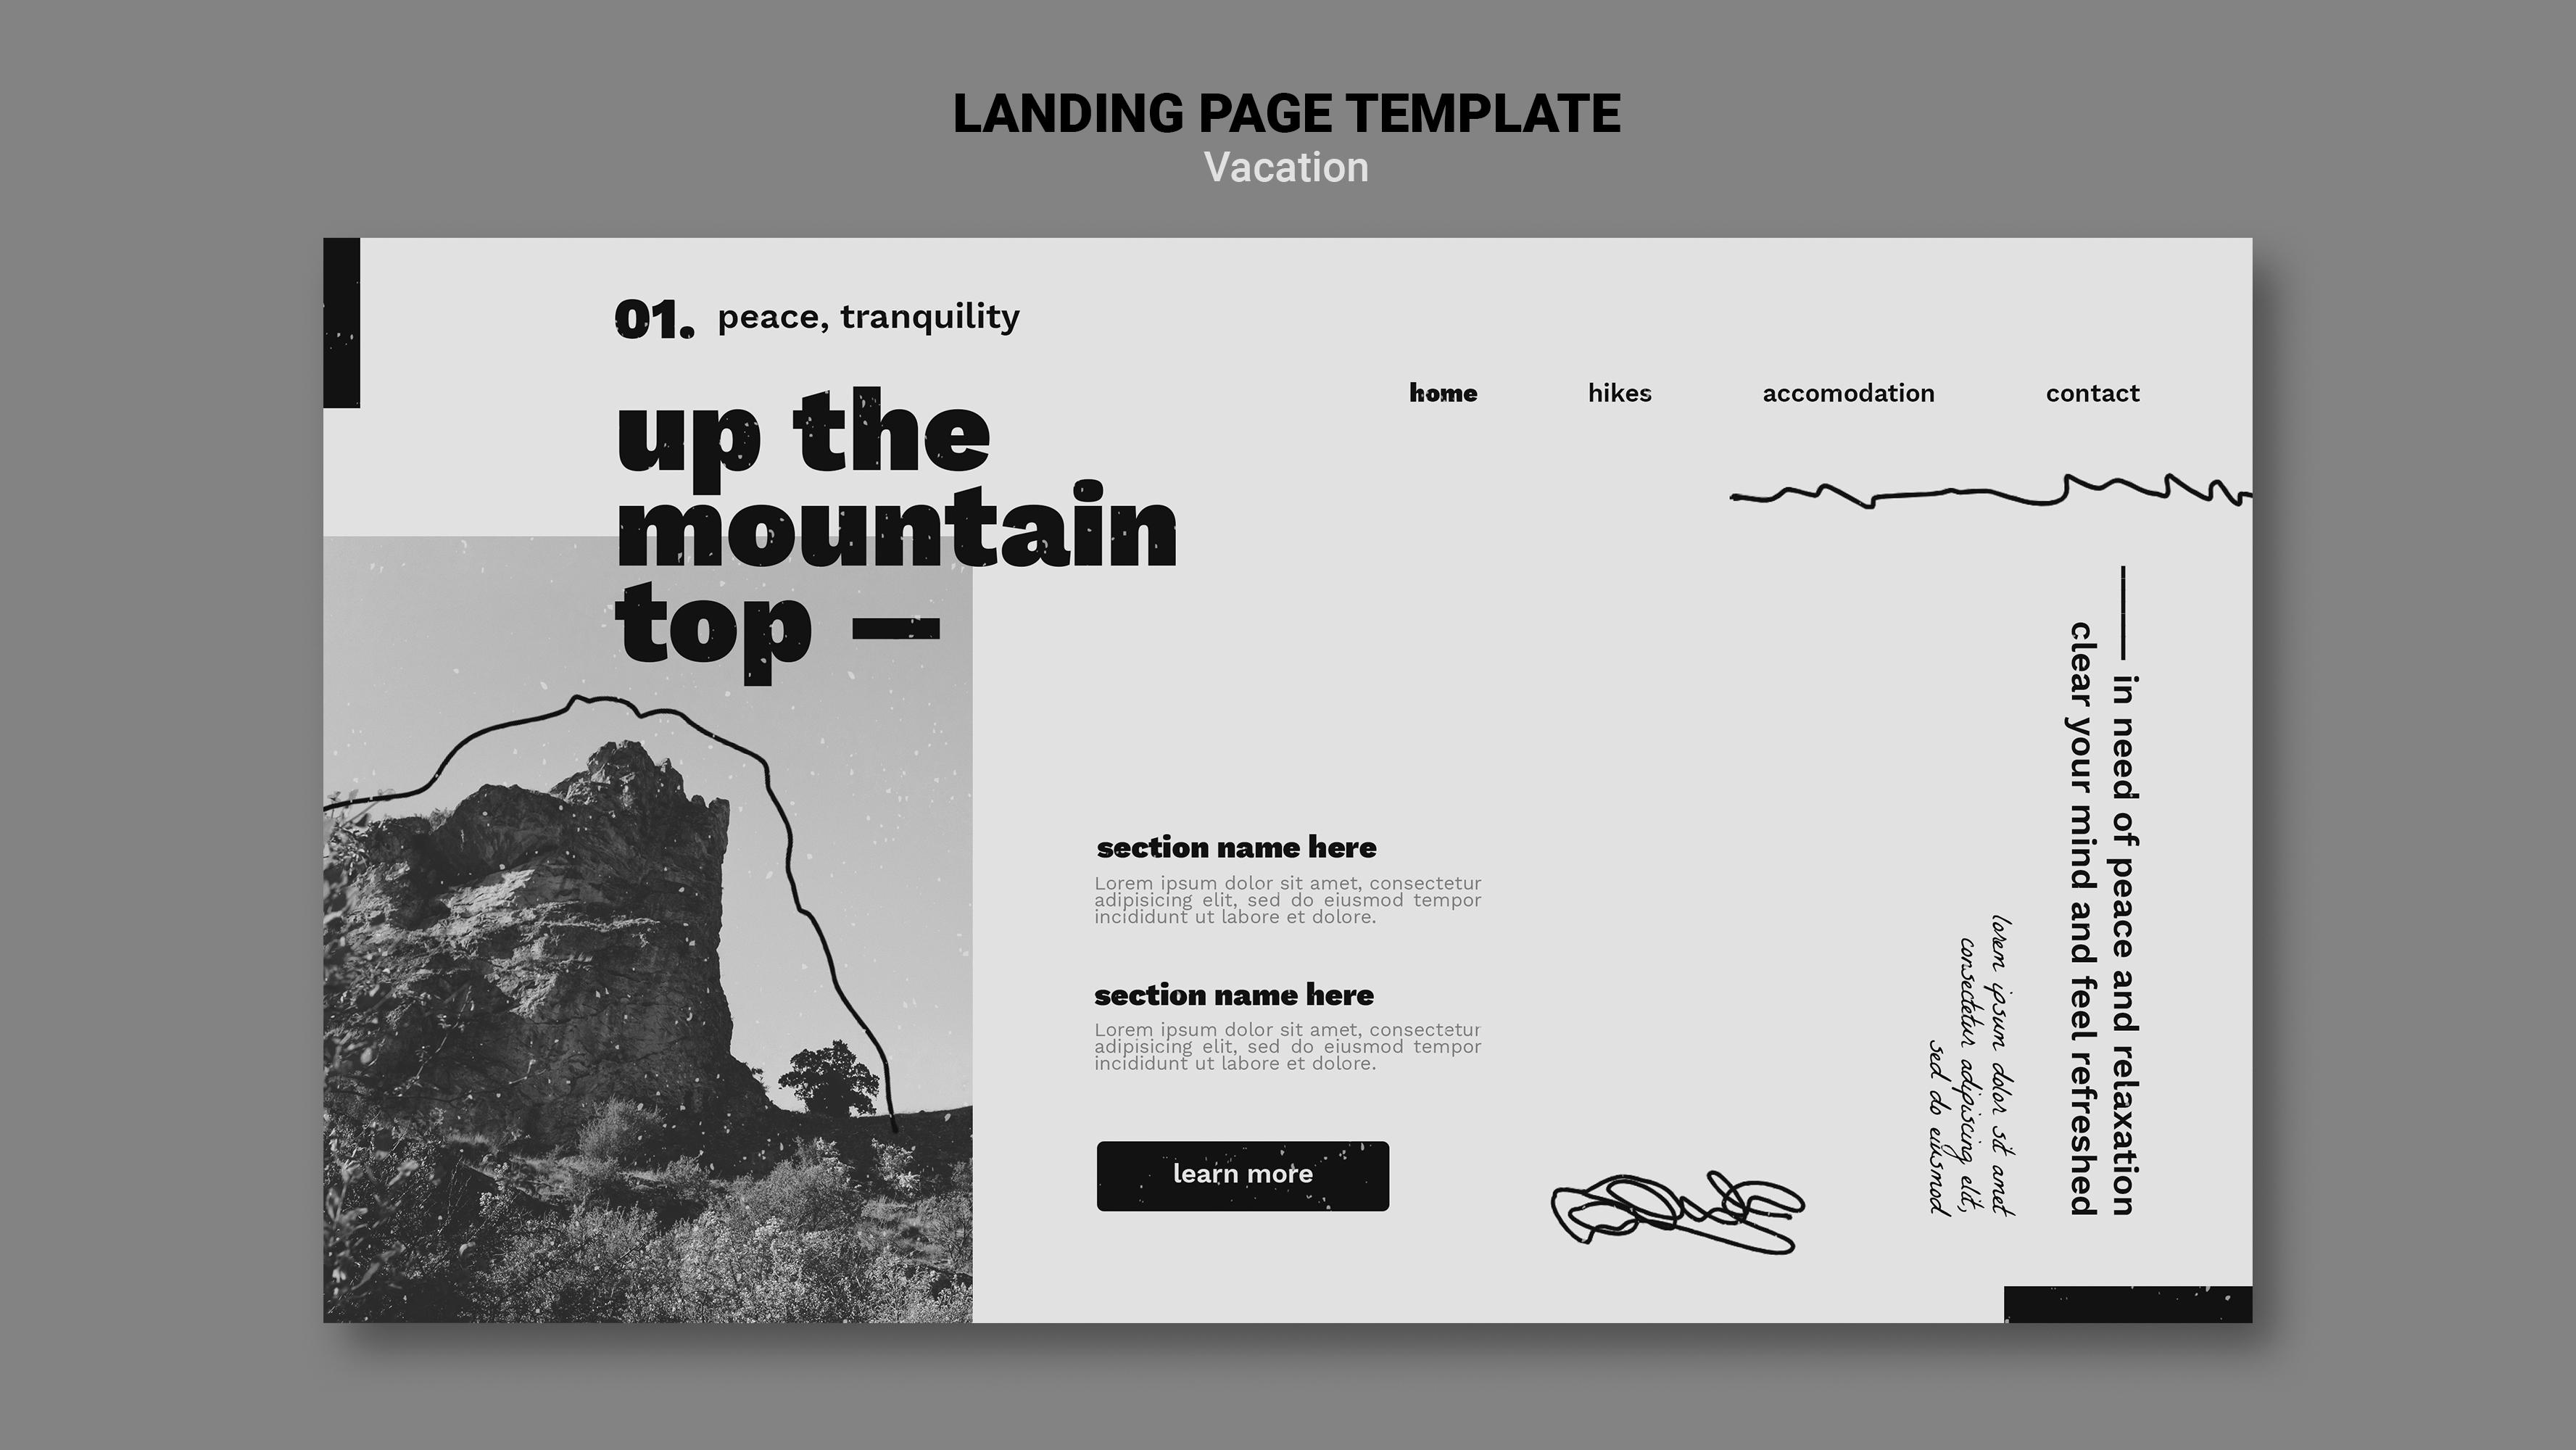 LANDING PAGE TEMPLATE
Vacation
01. peace, tranquility
up the
mountain
top —
home hikes accomodation contact
section name here
Lorem ipsum dolor sit amet, consectetur
adipisicing elit, sed do eiusmod tempor
incididunt ut labore et dolore.
section name here
Lorem ipsum dolor sit amet, consectetur
adipisicing elit, sed do eiusmod tempor
incididunt ut labore et dolore.
learn more
—— in need of peace and relaxation
clear your mind and feel refreshed
lorem ipsum dolor sit amet
consectetur adipiscing elit,
sed do eiusmod